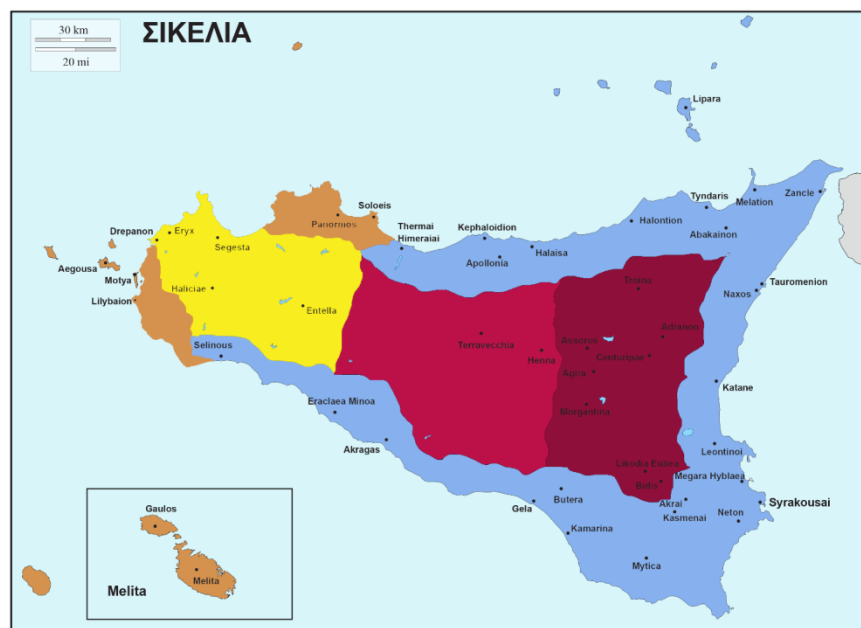 30 km
20 mi
ΣΙΚΕΛΙΑ
Lipara
Zancle
Melation
Tyndaris
Soloeis
Panormos
Halontion
Abakainon
Drepanon
Eryx
Segesta
Thermai
Himeraiai
Kephaloidion
Halaisa
Apollonia
Aegousa
Motya
Tauromenion
Naxos
Troina
Haliciae
Lilybaion
Entella
Terravecchia
Adranon
Assoros
Henna
Centuripae
Selinous
Agira
Katane
Eraclaea Minoa
Morgantina
Akragas
Leontinoi
Likodia Eubea
Megara Hyblaea
Bidis
Butera
Gela
Akrai
Kasmenai
Syrakousai
Neton
Gaulos
Kamarina
Mytica
Melita
Melita